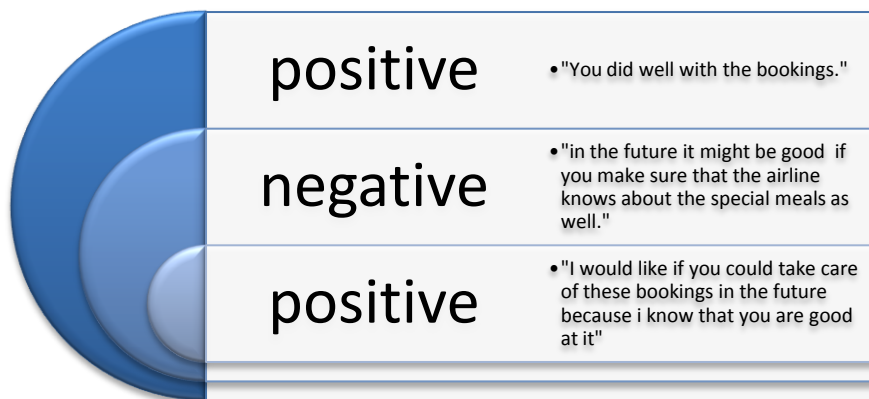 positive
•"You did well with the bookings."
negative
•"in the future it might be good  if
you make sure that the airline
knows about the special meals as
well."
positive
•"I would like if you could take care
of these bookings in the future
because i know that you are good
at it"